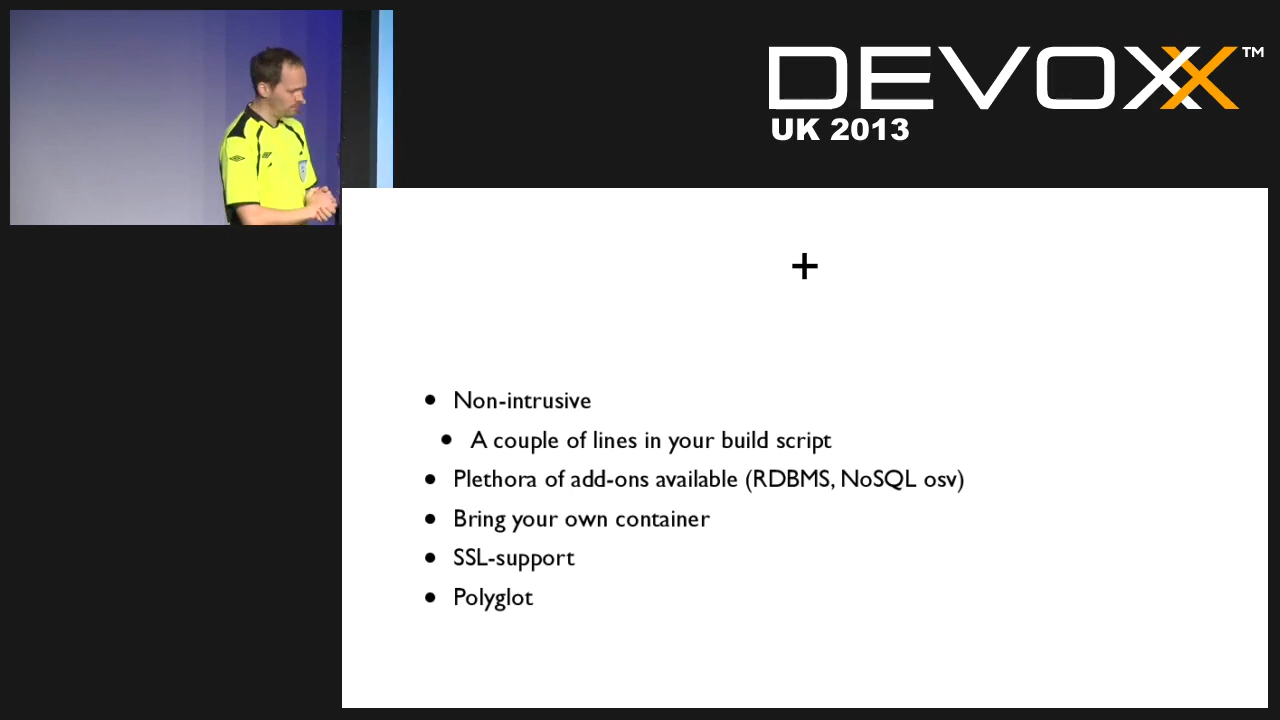 DEVOXX™
UK 2013
+
• Non-intrusive
• A couple of lines in your build script
• Plethora of add-ons available (RDBMS, NoSQL osv)
• Bring your own container
• SSL-support
• Polyglot